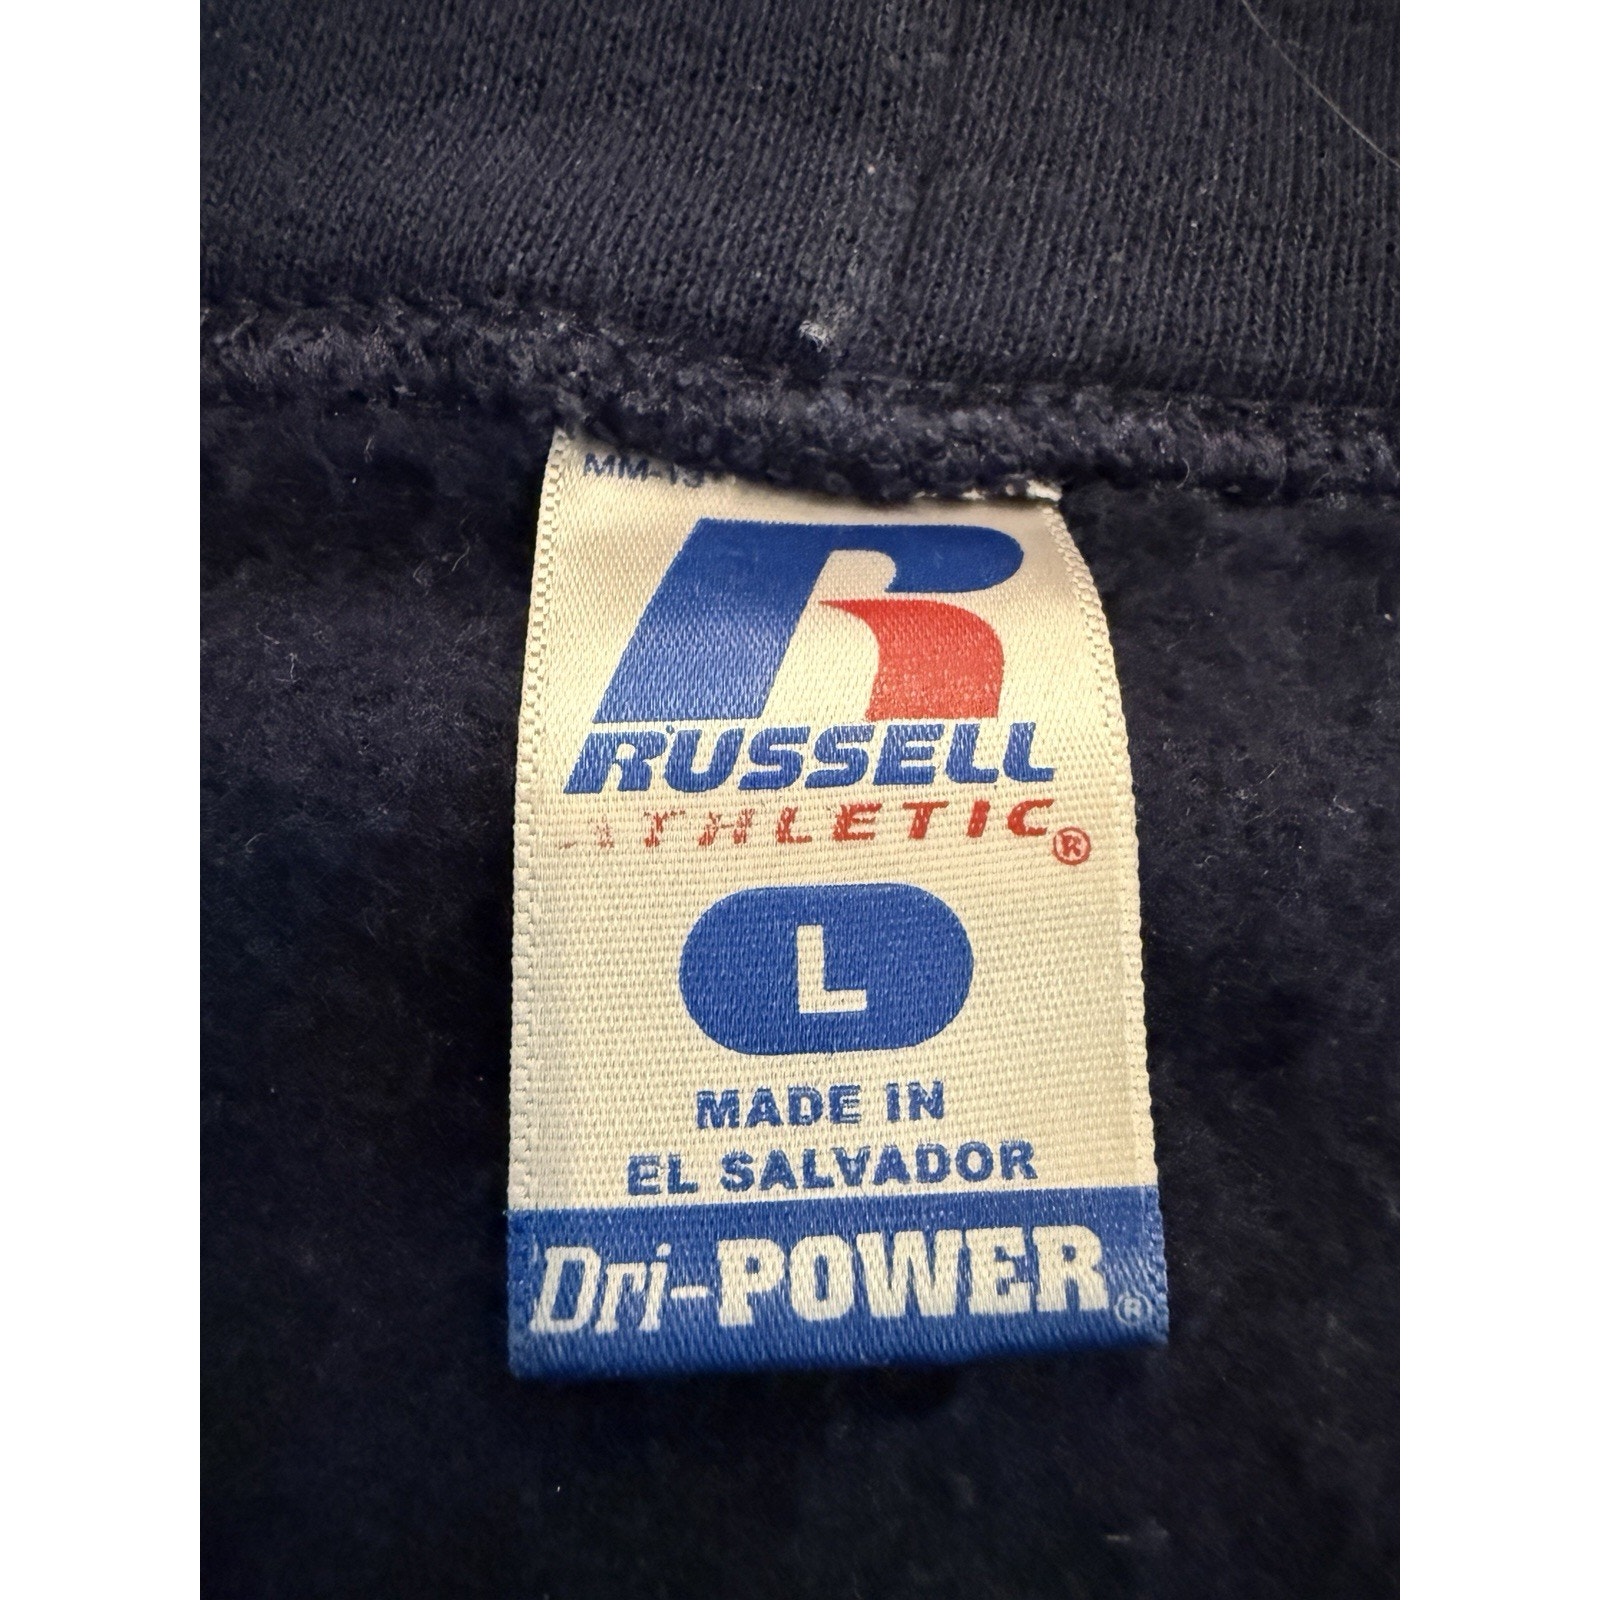 RUSSELL
ATHLETIC®
L
MADE IN
EL SALVADOR
Dri-POWER®